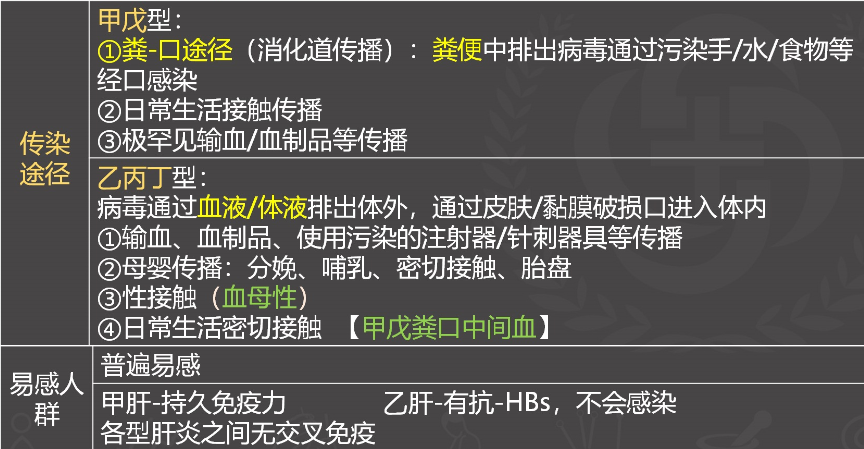 传染
途径
甲戊型：
①粪-口途径（消化道传播）：粪便中排出病毒通过污染手/水/食物等
经口感染
②日常生活接触传播
③极罕见输血/血制品等传播
乙丙丁型：
病毒通过血液/体液排出体外，通过皮肤/黏膜破损口进入体内
①输血、血制品、使用污染的注射器/针刺器具等传播
②母婴传播：分娩、哺乳、密切接触、胎盘
③性接触（血母性）
④日常生活密切接触 【甲戊粪口中间血】
易感人
群
普遍易感
甲肝-持久免疫力 乙肝-有抗-HBs，不会感染
各型肝炎之间无交叉免疫